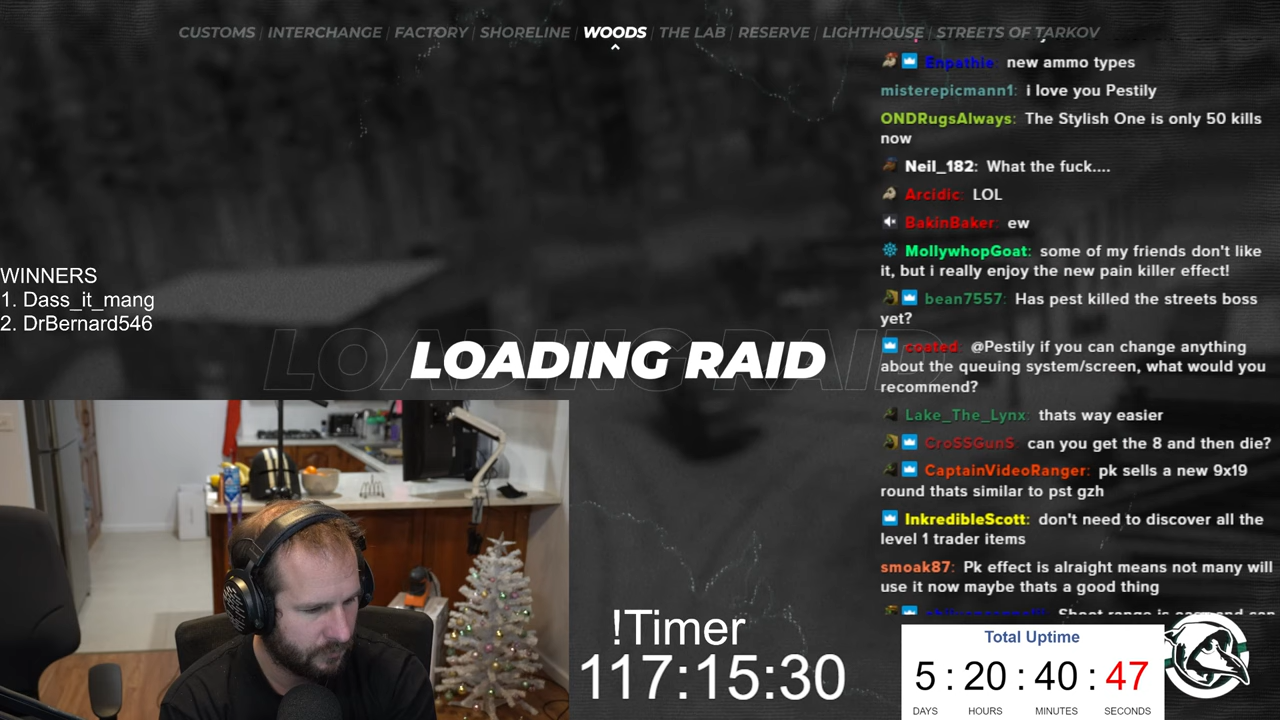 CUSTOMS | INTERCHANGE | FACTORY | SHORELINE | WOODS | THE LAB | RESERVE | LIGHTHOUSE | STREETS OF TARKOV
Enpathie: new ammo types
misterepicmann1: i love you Pestily
ONDRugsAlways: The Stylish One is only 50 kills
now
Neil_182: What the fuck....
Arcidic: LOL
BakinBaker: ew
MollywhopGoat: some of my friends don't like
it, but i really enjoy the new pain killer effect!
bean7557: Has pest killed the streets boss
yet?
coated: @Pestily if you can change anything
about the queuing system/screen, what would you
recommend?
Lake_The_Lynx: thats way easier
CroSSGunS: can you get the 8 and then die?
CaptainVideoRanger: pk sells a new 9x19
round thats similar to pst gzh
InkredibleScott: don't need to discover all the
level 1 trader items
smoak87: Pk effect is alraight means not many will
use it now maybe thats a good thing
WINNERS
1. Dass_it_mang
2. DrBernard546
LOADING RAID
LOADING RAID
!Timer
117:15:30
Total Uptime
5 : 20 : 40 : 47
DAYS HOURS MINUTES SECONDS